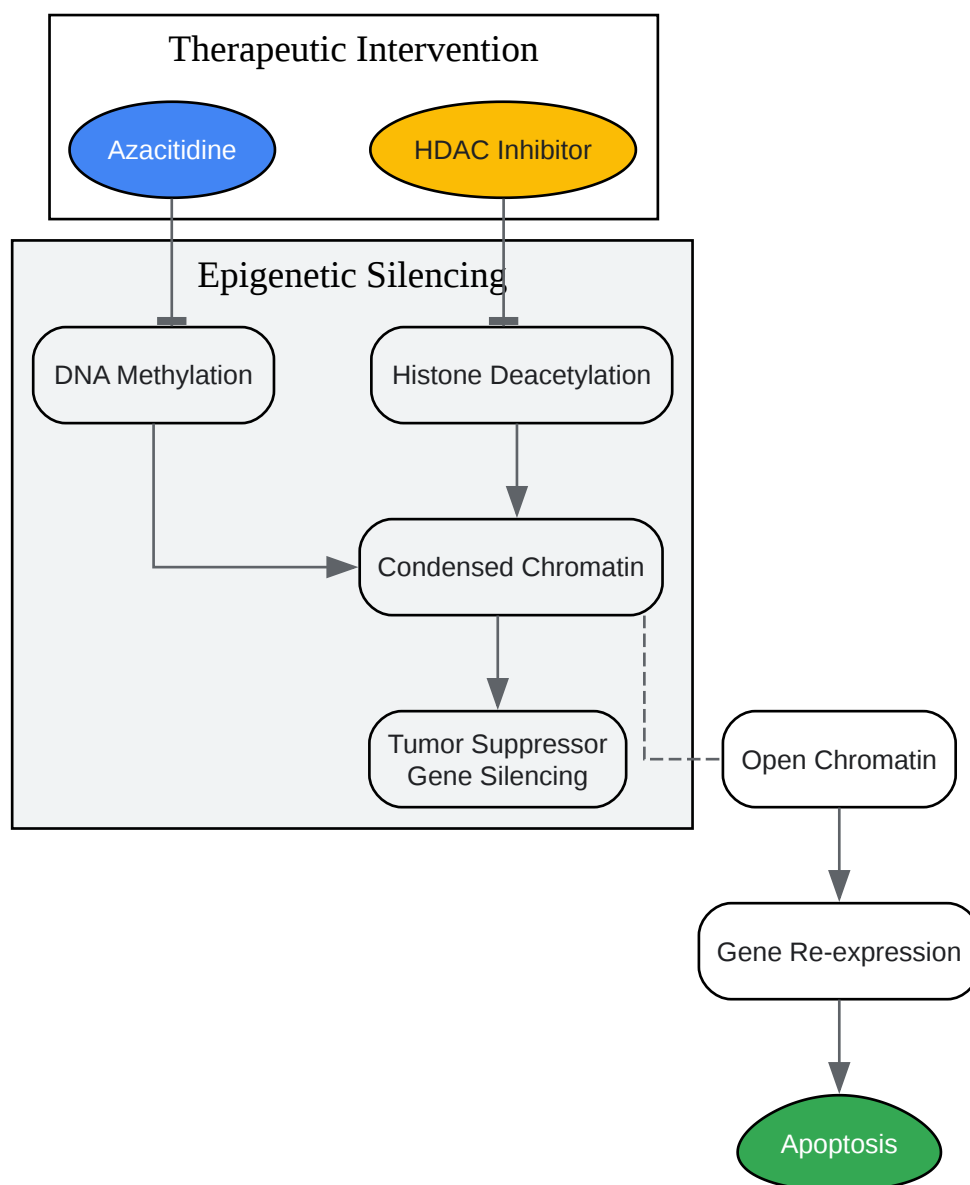 Therapeutic Intervention
Azacitidine
HDAC Inhibitor
Epigenetic Silencing
DNA Methylation
Histone Deacetylation
Condensed Chromatin
Tumor Suppressor
Gene Silencing
Open Chromatin
Gene Re-expression
Apoptosis